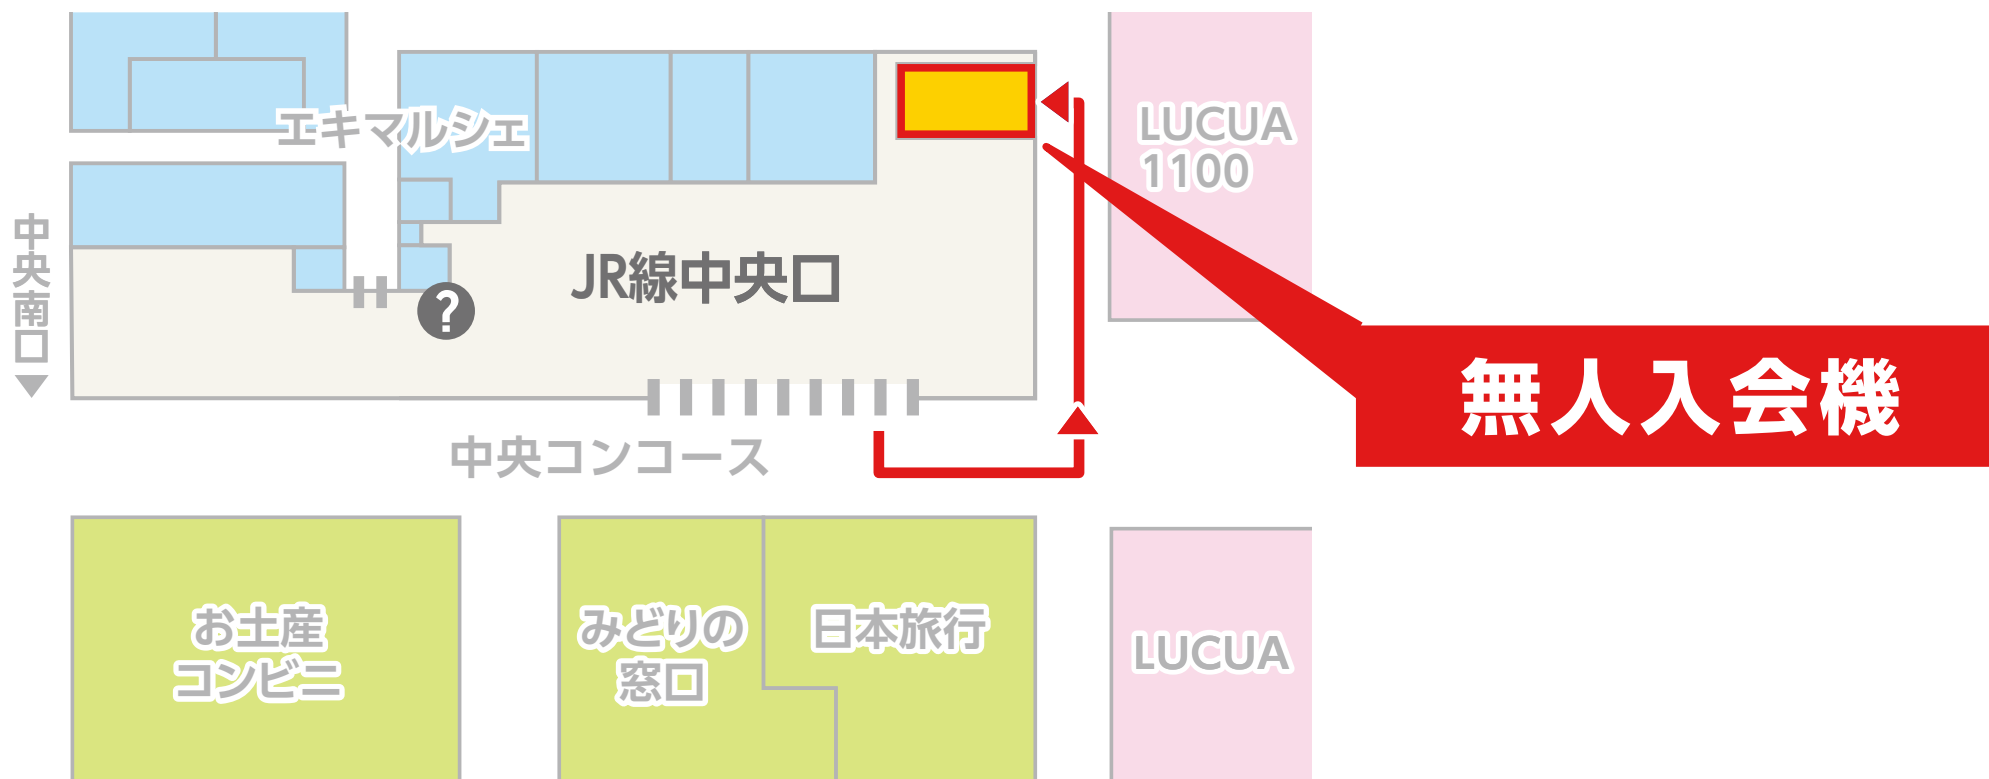 エキマルシェ
LUCUA
1100
中央南口
JR線中央口
?
無人入会機
中央コンコース
お土産
コンビニ
みどりの
窓口
日本旅行
LUCUA